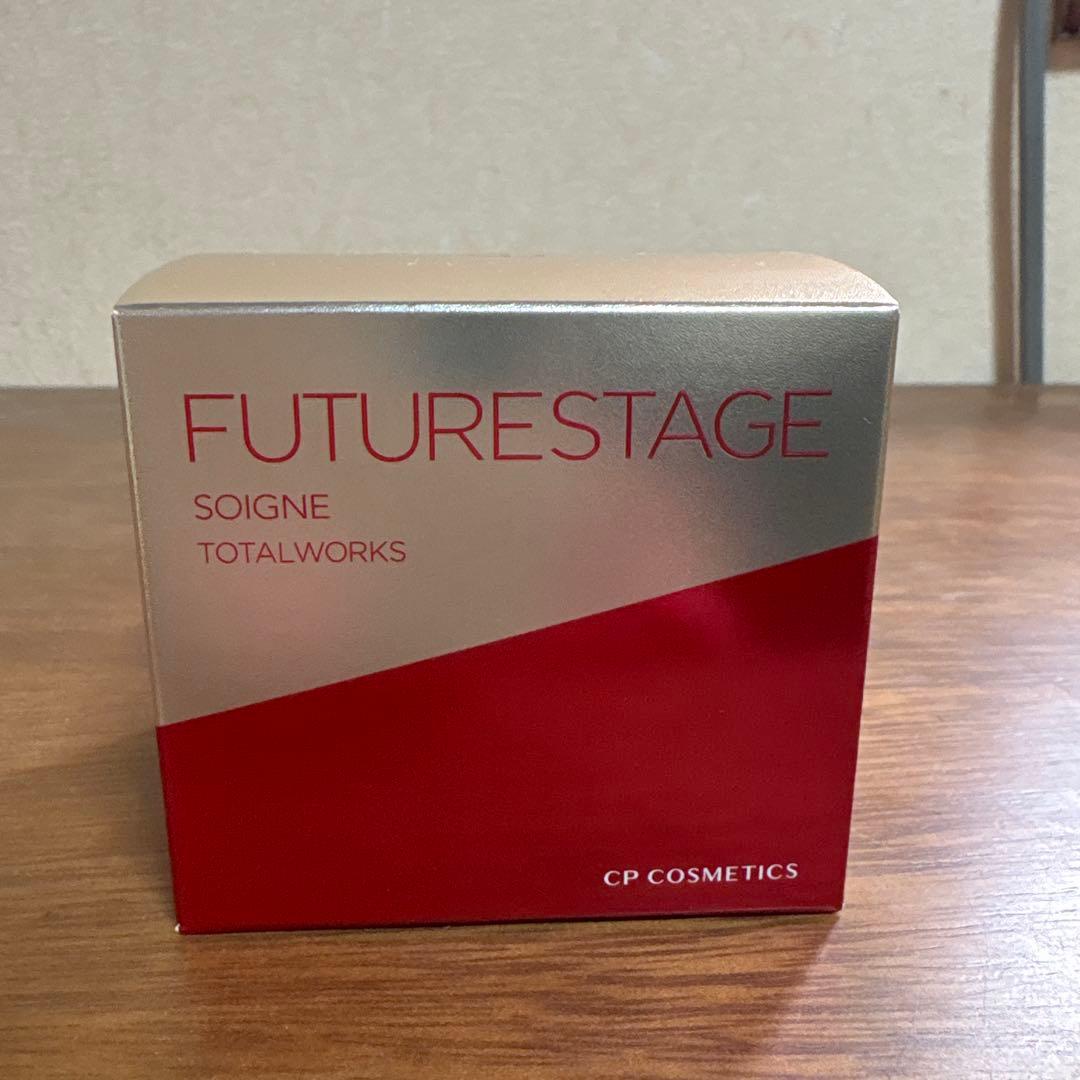 FUTURESTAGE
SOIGNE
TOTALWORKS
CP COSMETICS